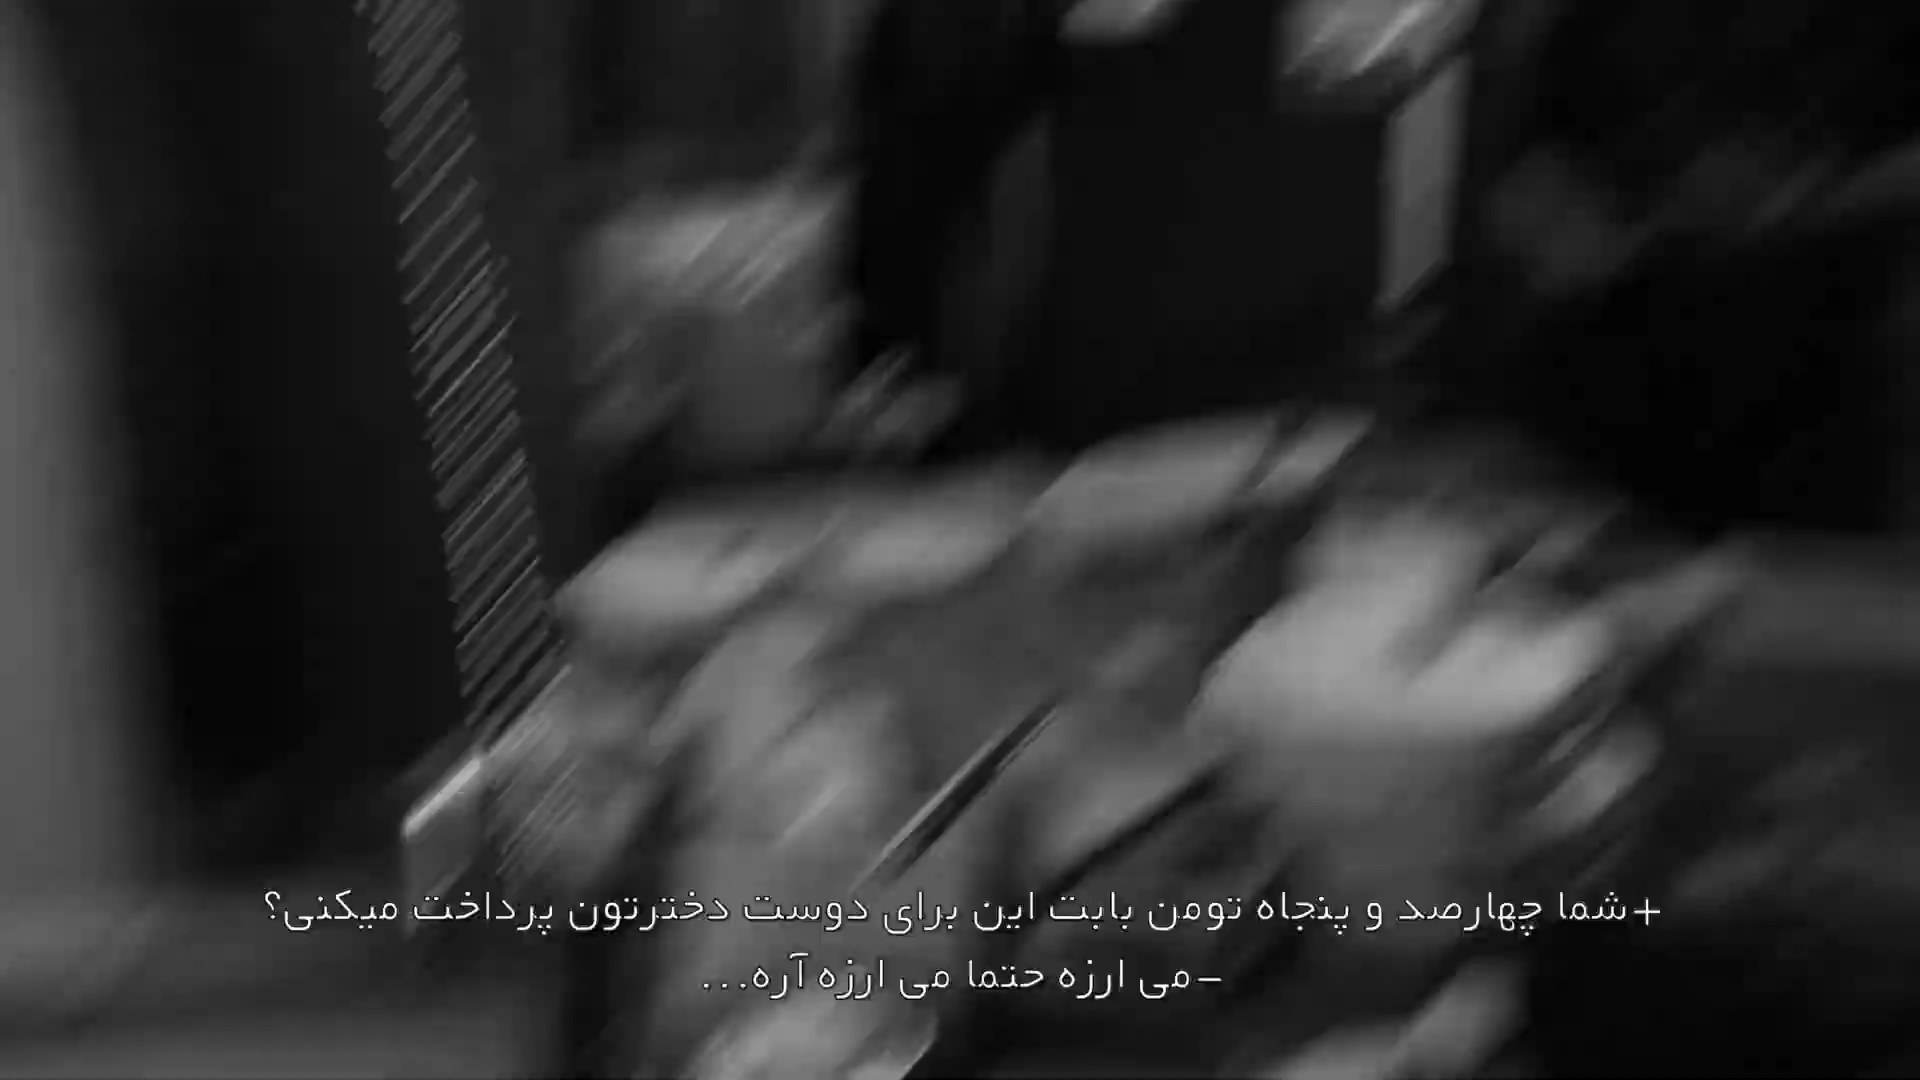 +شما چهارصد و پنجاه تومن بابت این برای دوست دخترتون پرداخت میکنی؟
-می ارزه حتما می ارزه آره...